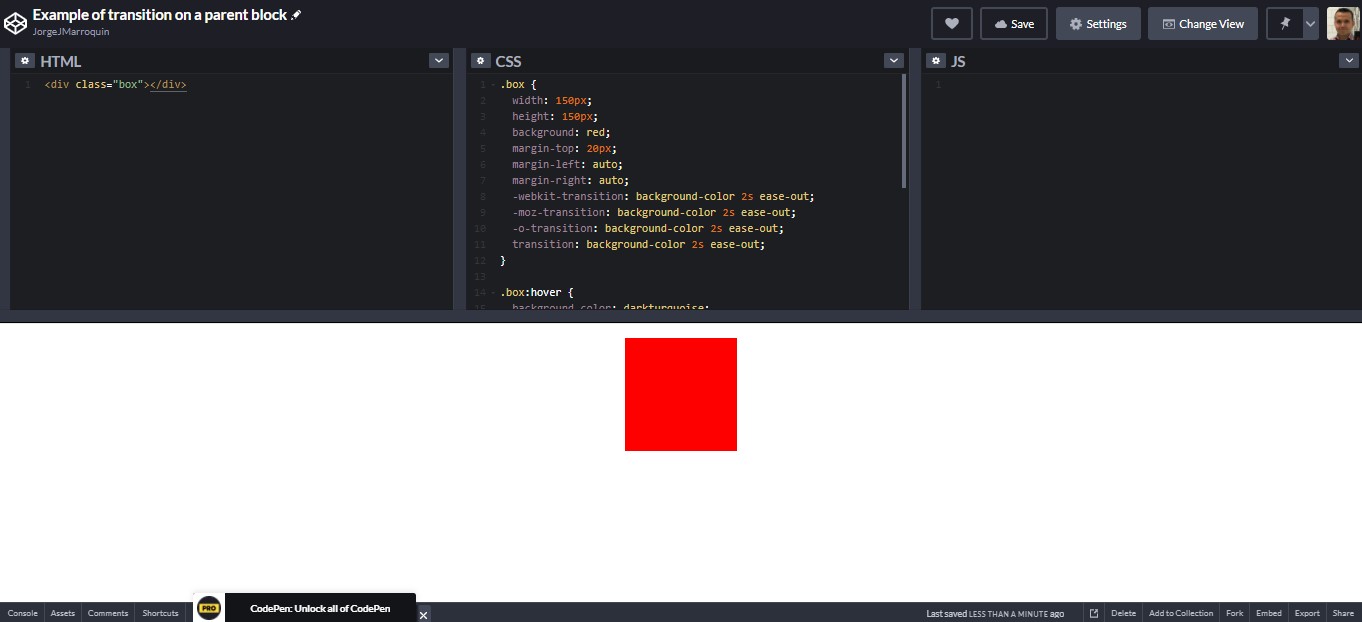 Example of transition on a parent block
JorgeJMarroquin
Save
Settings
Change View
HTML
1 <div class="box"></div>
CSS
1 .box {
2 width: 150px;
3 height: 150px;
4 background: red;
5 margin-top: 20px;
6 margin-left: auto;
7 margin-right: auto;
8 -webkit-transition: background-color 2s ease-out;
9 -moz-transition: background-color 2s ease-out;
10 -o-transition: background-color 2s ease-out;
11 transition: background-color 2s ease-out;
12 }
13
14 .box:hover {
15 background-color: darkturquoise;
JS
1
Console
Assets
Comments
Shortcuts
PRO
CodePen: Unlock all of CodePen
Last saved LESS THAN A MINUTE ago
Delete
Add to Collection
Fork
Embed
Export
Share